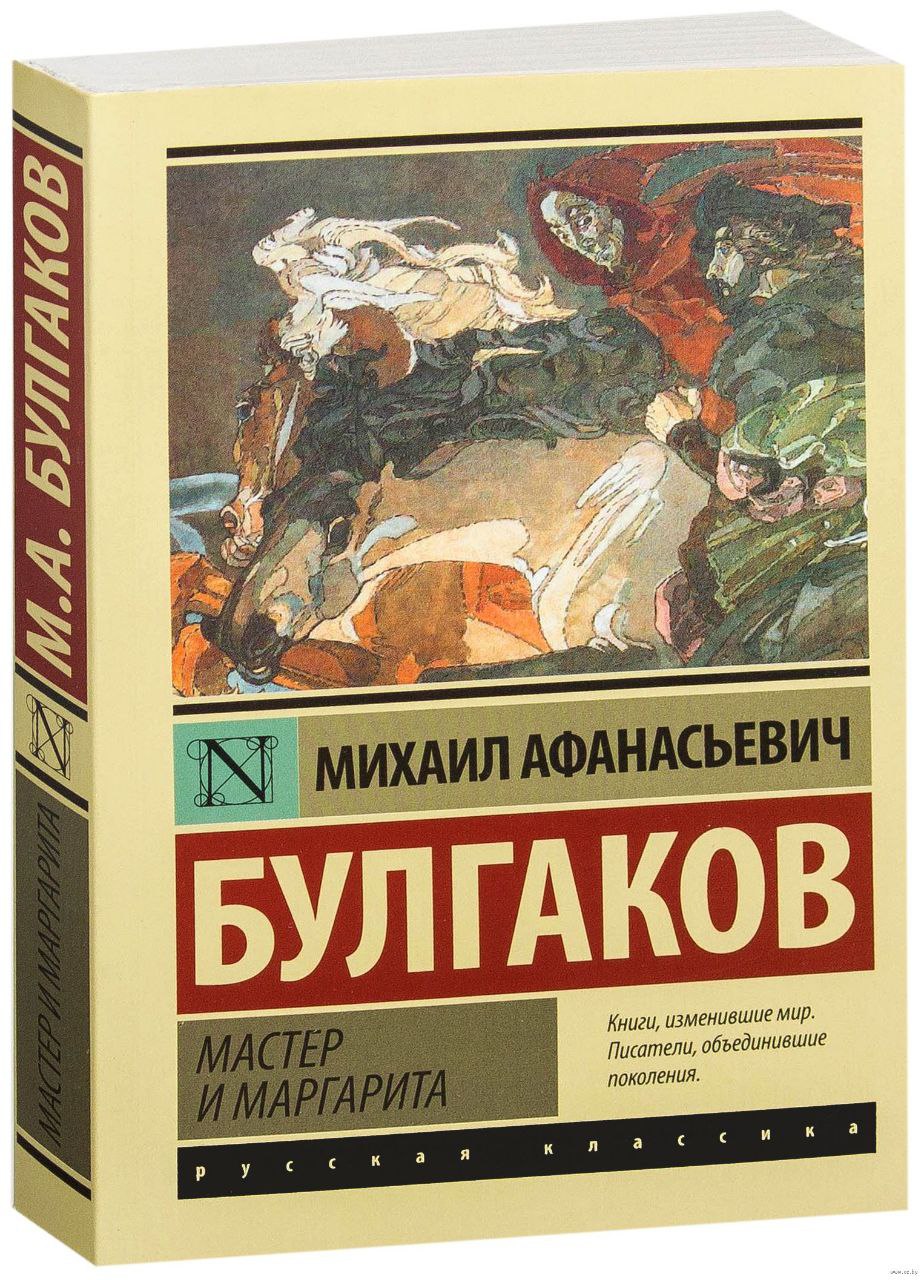 М.А. БУЛГАКОВ
МАСТЕР И МАРГАРИТА
МИХАИЛ АФАНАСЬЕВИЧ
БУЛГАКОВ
МАСТЕР
И МАРГАРИТА
Книги, изменившие мир.
Писатели, объединившие
поколения.
русская классика